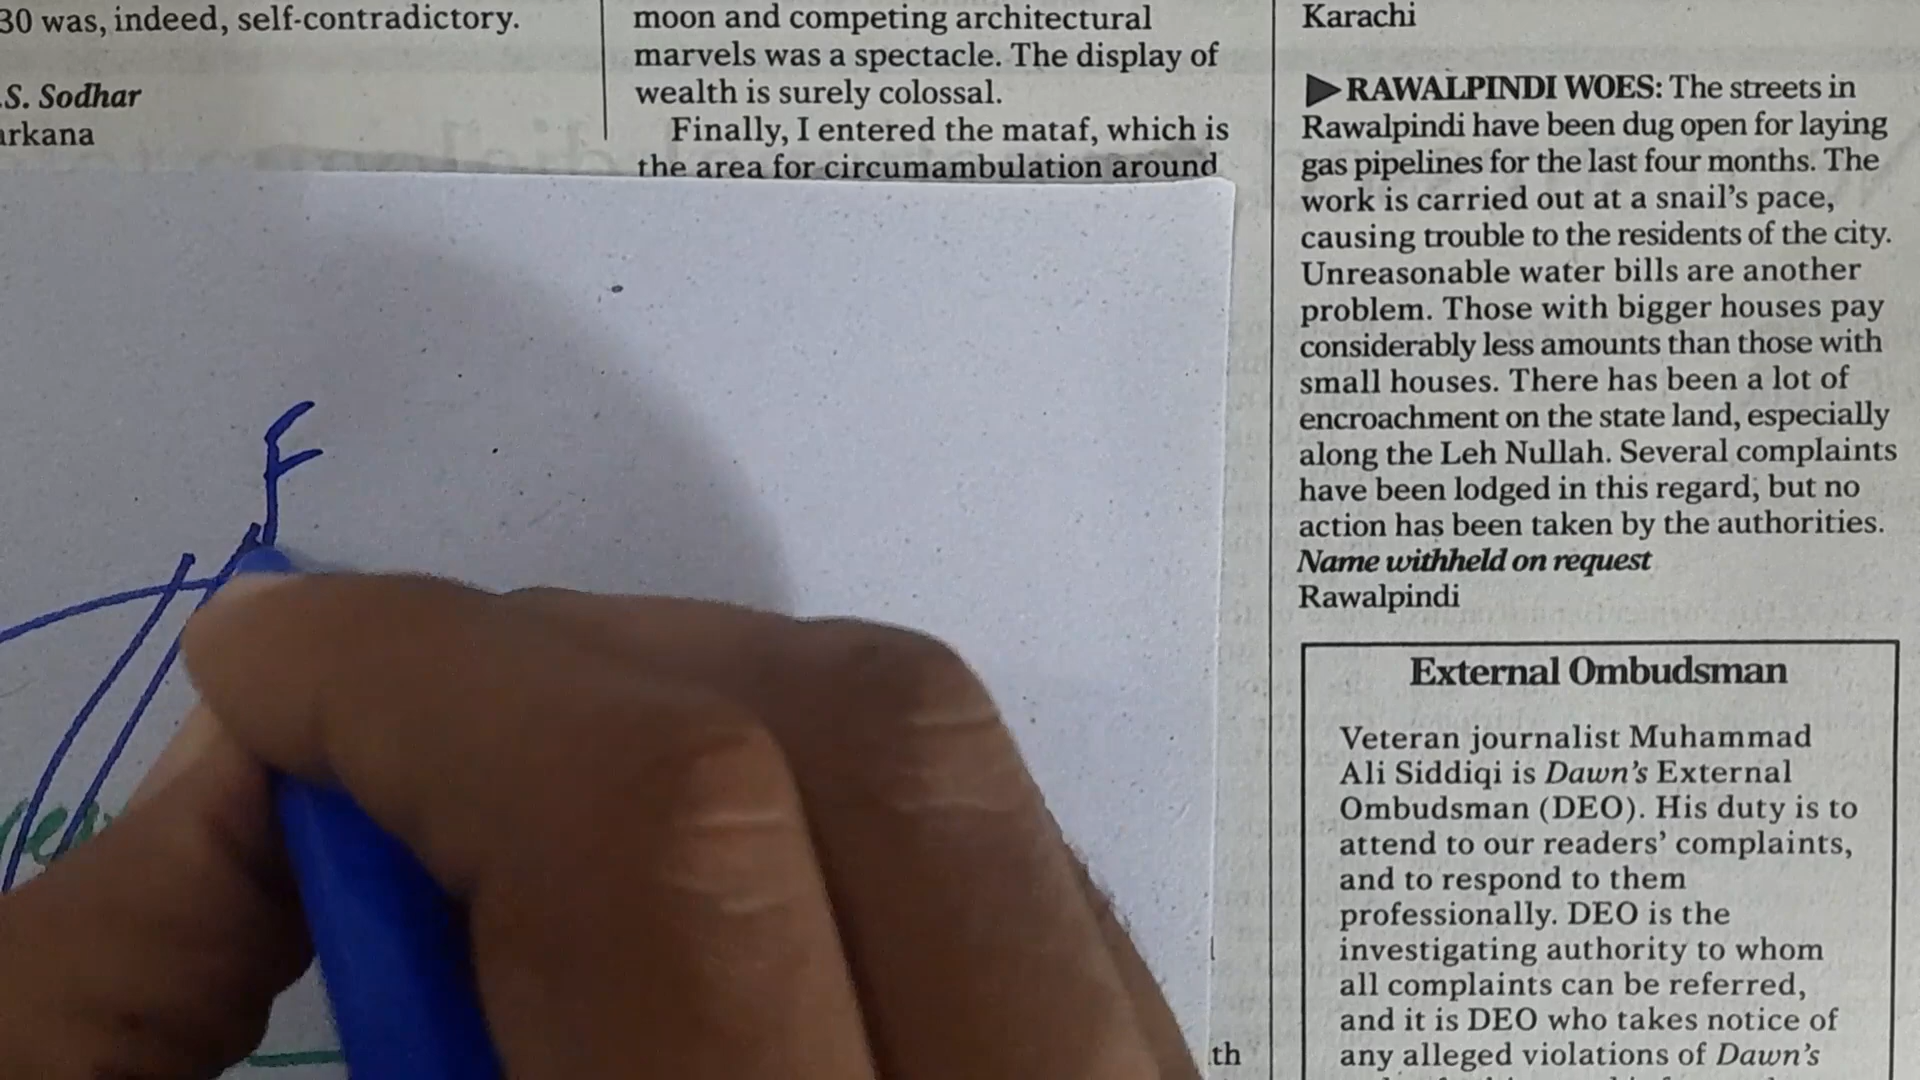 30 was, indeed, self-contradictory.
S. Sodhar
arkana
moon and competing architectural
marvels was a spectacle. The display of
wealth is surely colossal.
Finally, I entered the mataf, which is
the area for circumambulation around
th
Karachi
▶RAWALPINDI WOES: The streets in
Rawalpindi have been dug open for laying
gas pipelines for the last four months. The
work is carried out at a snail’s pace,
causing trouble to the residents of the city.
Unreasonable water bills are another
problem. Those with bigger houses pay
considerably less amounts than those with
small houses. There has been a lot of
encroachment on the state land, especially
along the Leh Nullah. Several complaints
have been lodged in this regard, but no
action has been taken by the authorities.
Name withheld on request
Rawalpindi
External Ombudsman
Veteran journalist Muhammad
Ali Siddiqi is Dawn’s External
Ombudsman (DEO). His duty is to
attend to our readers’ complaints,
and to respond to them
professionally. DEO is the
investigating authority to whom
all complaints can be referred,
and it is DEO who takes notice of
any alleged violations of Dawn’s
F